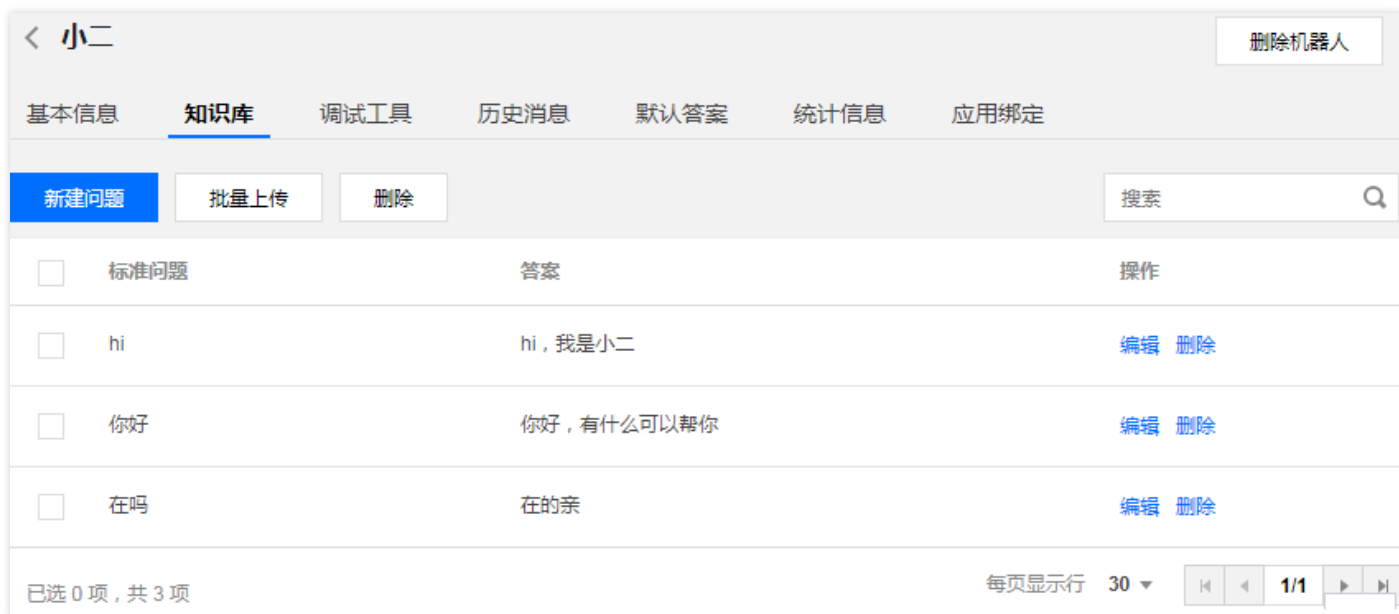 小二 删除机器人
基本信息 知识库 调试工具 历史消息 默认答案 统计信息 应用绑定
新建问题 批量上传 删除 搜索
标准问题 答案 操作
hi hi，我是小二 编辑 删除
你好 你好，有什么可以帮你 编辑 删除
在吗 在的亲 编辑 删除
已选 0 项，共 3 项 每页显示行 30 1/1